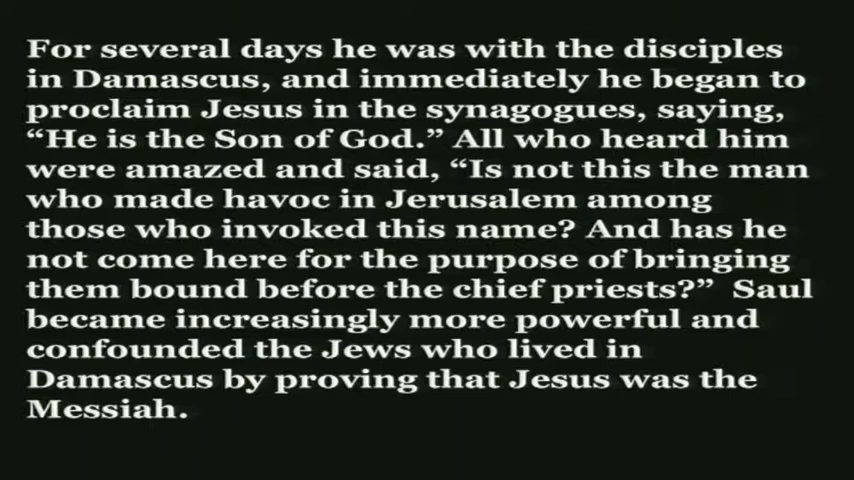 For several days he was with the disciples
in Damascus, and immediately he began to
proclaim Jesus in the synagogues, saying,
“He is the Son of God.” All who heard him
were amazed and said, “Is not this the man
who made havoc in Jerusalem among
those who invoked this name? And has he
not come here for the purpose of bringing
them bound before the chief priests?”  Saul
became increasingly more powerful and
confounded the Jews who lived in
Damascus by proving that Jesus was the
Messiah.